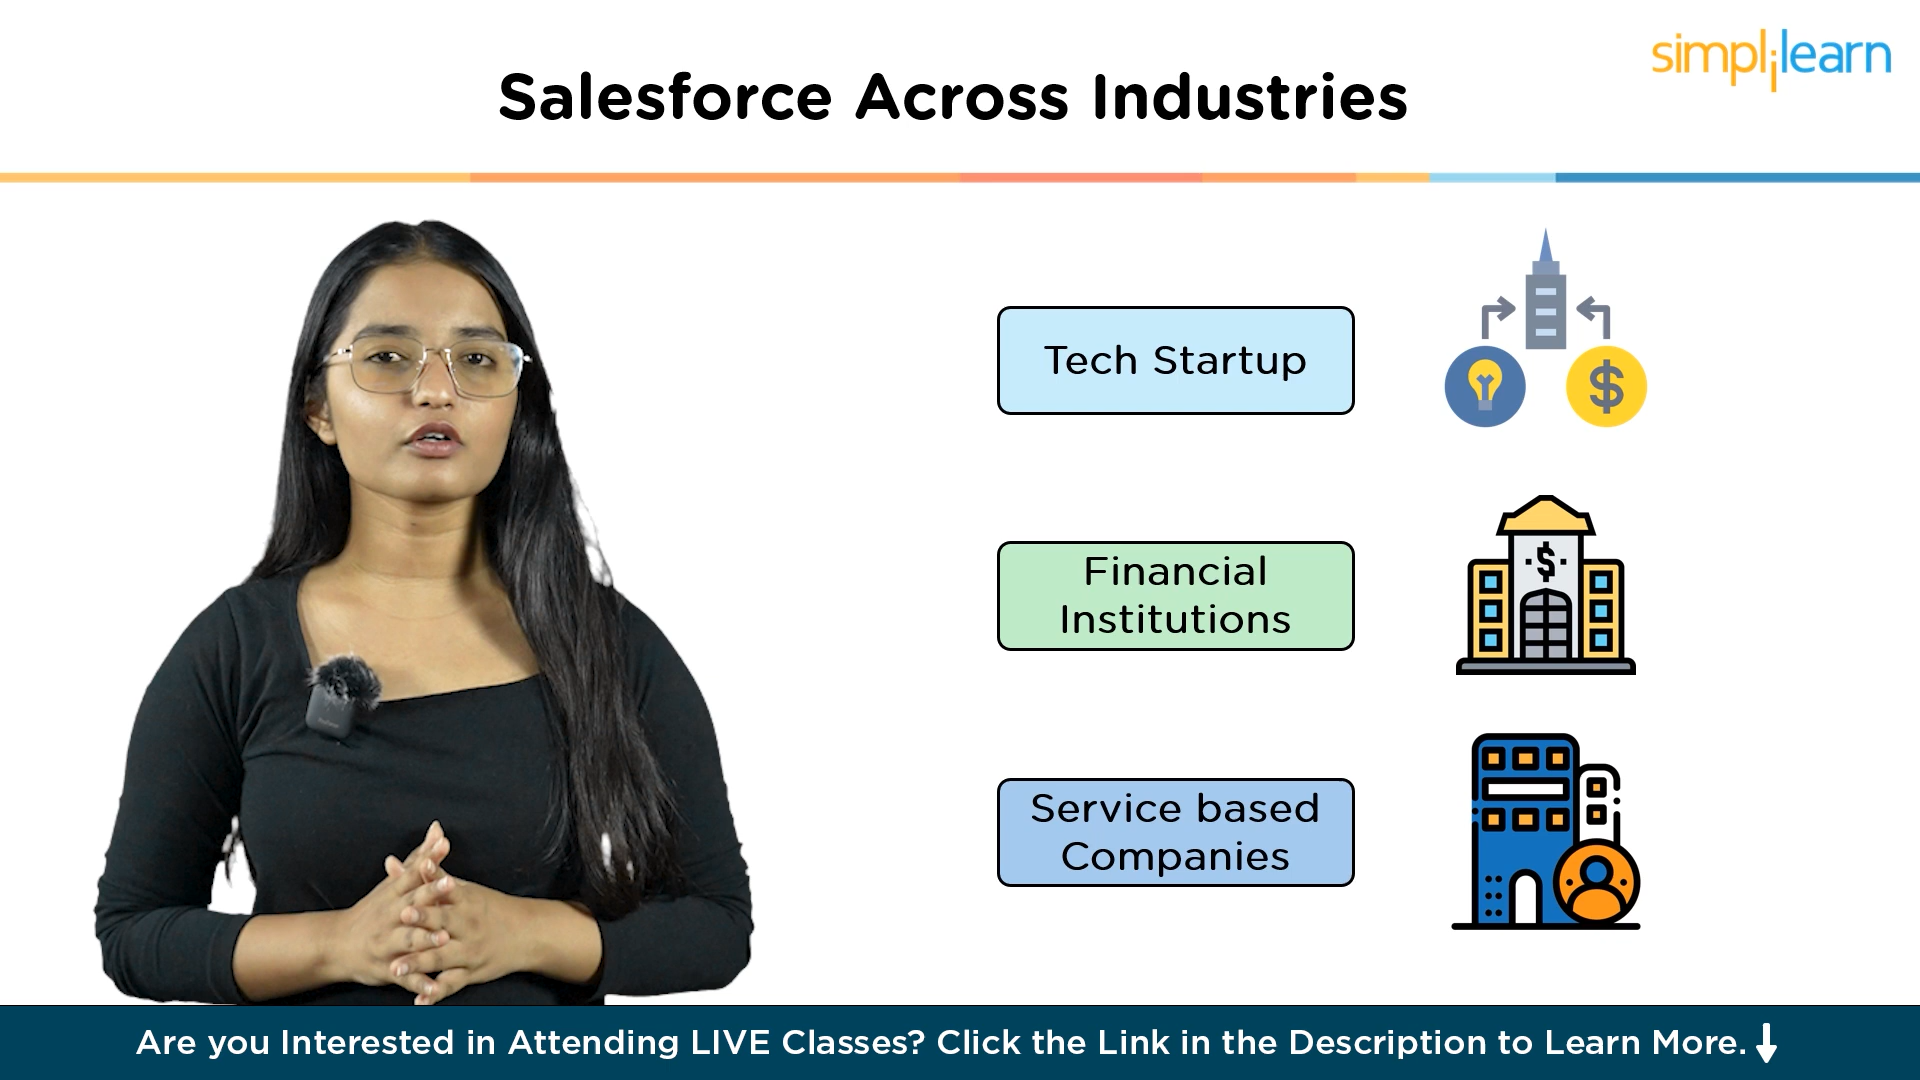 simplilearn
Salesforce Across Industries
Tech Startup
$
Financial
Institutions
$
Service based
Companies
Are you Interested in Attending LIVE Classes? Click the Link in the Description to Learn More.